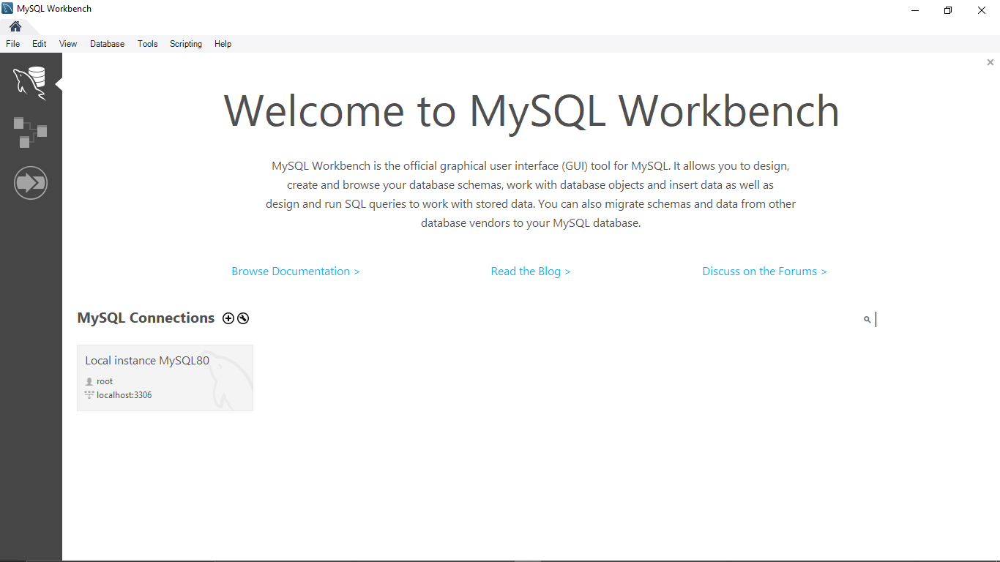 MySQL Workbench
File Edit View Database Tools Scripting Help
Welcome to MySQL Workbench
MySQL Workbench is the official graphical user interface (GUI) tool for MySQL. It allows you to design,
create and browse your database schemas, work with database objects and insert data as well as
design and run SQL queries to work with stored data. You can also migrate schemas and data from other
database vendors to your MySQL database.
Browse Documentation > Read the Blog > Discuss on the Forums >
MySQL Connections
Local instance MySQL80
root
localhost:3306